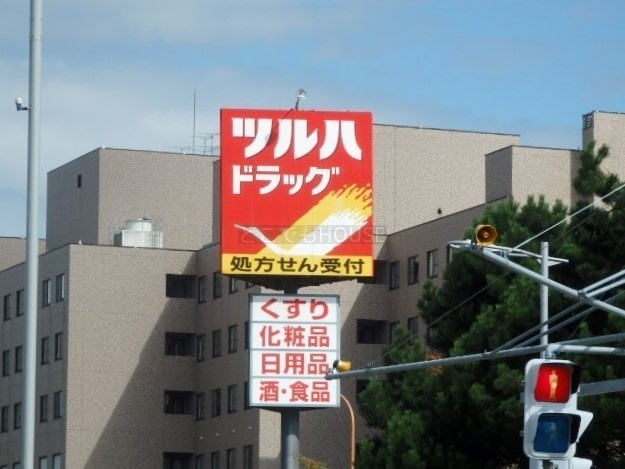 ツルハ
ドラッグ
処方せん受付
くすり
化粧品
日用品
酒・食品